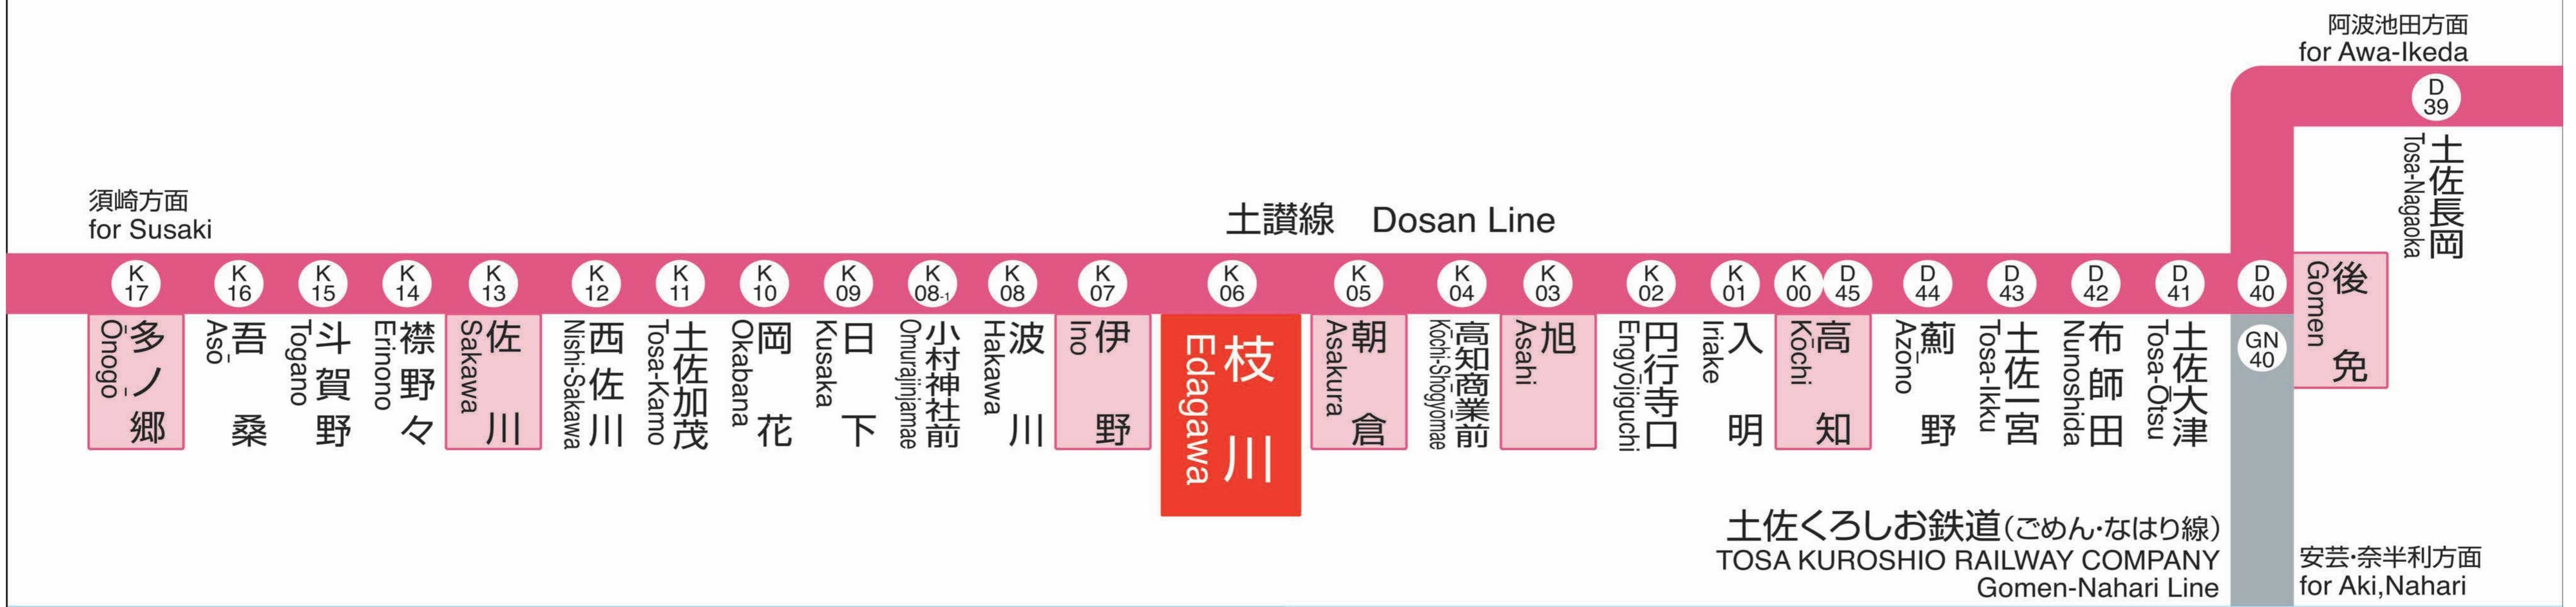 阿波池田方面
for Awa-Ikeda
D
39
土佐長岡
Tosa-Nagaoka
須崎方面
for Susaki
土讃線 Dosan Line
K
17
多ノ郷
Ōnogō
K
16
吾桑
Asō
K
15
斗賀野
Togano
K
14
襟野々
Erinono
K
13
佐川
Sakawa
K
12
西佐川
Nishi-Sakawa
K
11
土佐加茂
Tosa-Kamo
K
10
岡花
Okabana
K
09
日下
Kusaka
K
08-1
小村神社前
Omurajinjamae
K
08
波川
Hakawa
K
07
伊野
Ino
K
06
枝川
Edagawa
K
05
朝倉
Asakura
K
04
高知商業前
Kōchi-Shōgyōmae
K
03
旭
Asahi
K
02
円行寺口
Engyōjiguchi
K
01
入明
Iriake
K
00
D
45
高知
Kōchi
D
44
薊野
Azōno
D
43
土佐一宮
Tosa-Ikku
D
42
布師田
Nunoshida
D
41
土佐大津
Tosa-Ōtsu
D
40
GN
40
後免
Gomen
土佐くろしお鉄道(ごめん・なはり線)
TOSA KUROSHIO RAILWAY COMPANY
Gomen-Nahari Line
安芸・奈半利方面
for Aki,Nahari